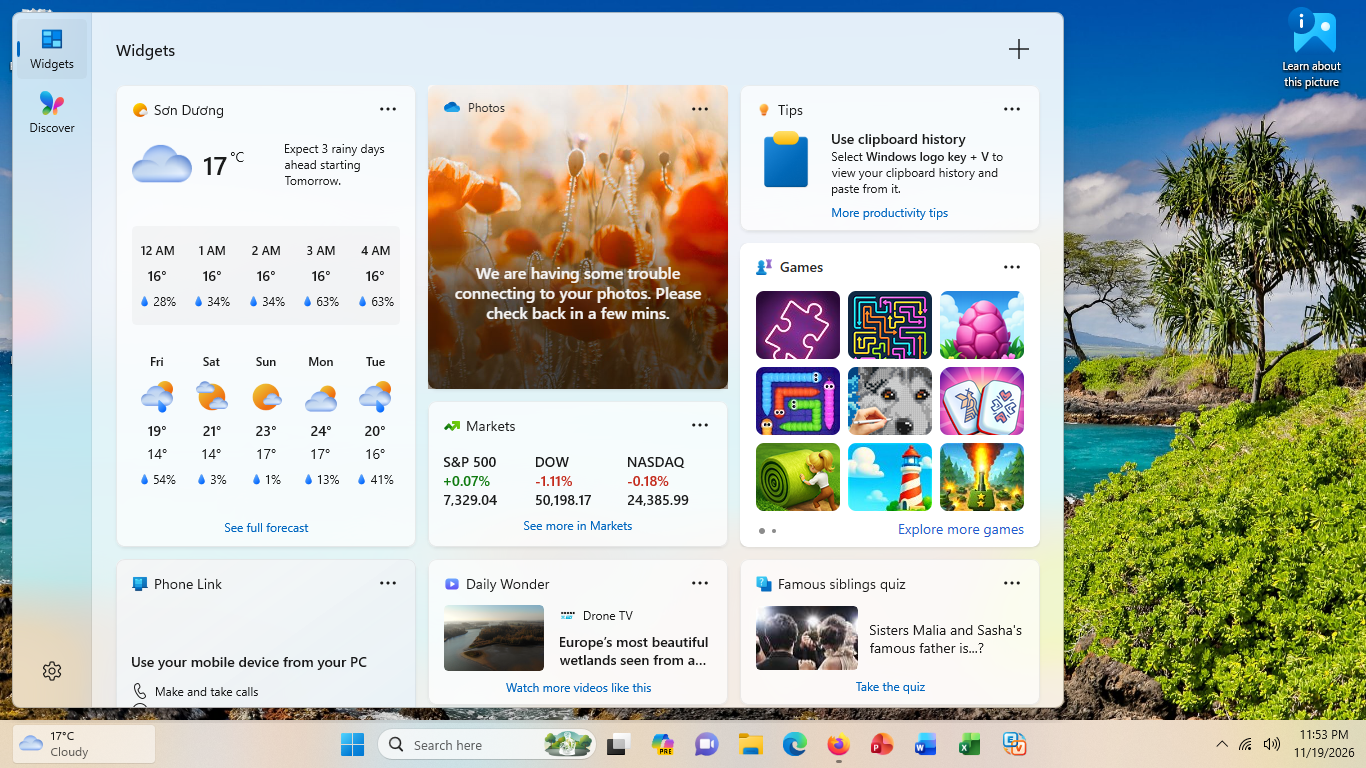 Widgets
Discover
Widgets
Sơn Dương
17 °C
Expect 3 rainy days
ahead starting
Tomorrow.
12 AM 1 AM 2 AM 3 AM 4 AM
16° 16° 16° 16° 16°
28% 34% 34% 63% 63%
Fri Sat Sun Mon Tue
19° 21° 23° 24° 20°
14° 14° 17° 17° 16°
54% 3% 1% 13% 41%
See full forecast
Photos
We are having some trouble
connecting to your photos. Please
check back in a few mins.
Markets
S&P 500 DOW NASDAQ
+0.07% -1.11% -0.18%
7,329.04 50,198.17 24,385.99
See more in Markets
Tips
Use clipboard history
Select Windows logo key + V to
view your clipboard history and
paste from it.
More productivity tips
Games
Explore more games
Phone Link
Use your mobile device from your PC
Make and take calls
Daily Wonder
Drone TV
Europe's most beautiful
wetlands seen from a...
Watch more videos like this
Famous siblings quiz
Sisters Malia and Sasha's
famous father is...?
Take the quiz
Learn about
this picture
17°C
Cloudy
Search here
PRE
11:53 PM
11/19/2026